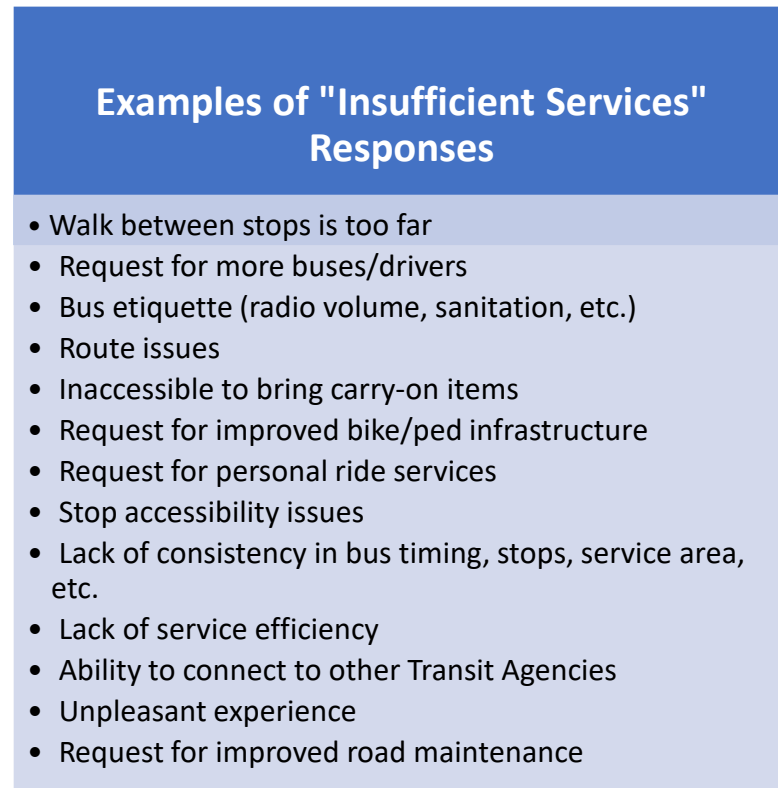 Examples of "Insufficient Services"
Responses
• Walk between stops is too far
• Request for more buses/drivers
• Bus etiquette (radio volume, sanitation, etc.)
• Route issues
• Inaccessible to bring carry-on items
• Request for improved bike/ped infrastructure
• Request for personal ride services
• Stop accessibility issues
• Lack of consistency in bus timing, stops, service area,
etc.
• Lack of service efficiency
• Ability to connect to other Transit Agencies
• Unpleasant experience
• Request for improved road maintenance